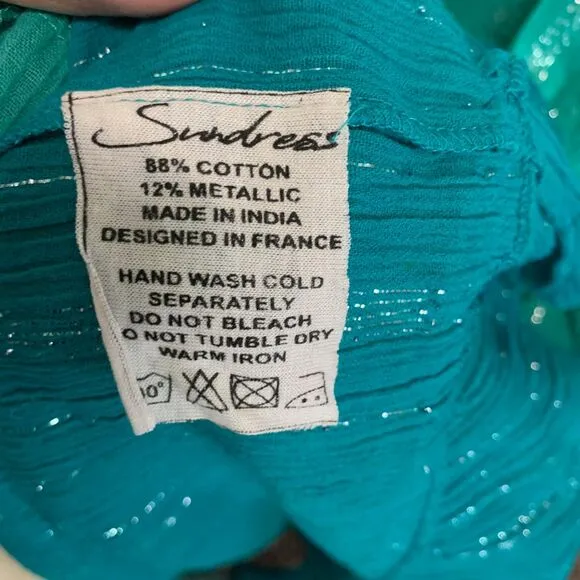 Sundress
88% COTTON
12% METALLIC
MADE IN INDIA
DESIGNED IN FRANCE
HAND WASH COLD
SEPARATELY
DO NOT BLEACH
O NOT TUMBLE DRY
WARM IRON